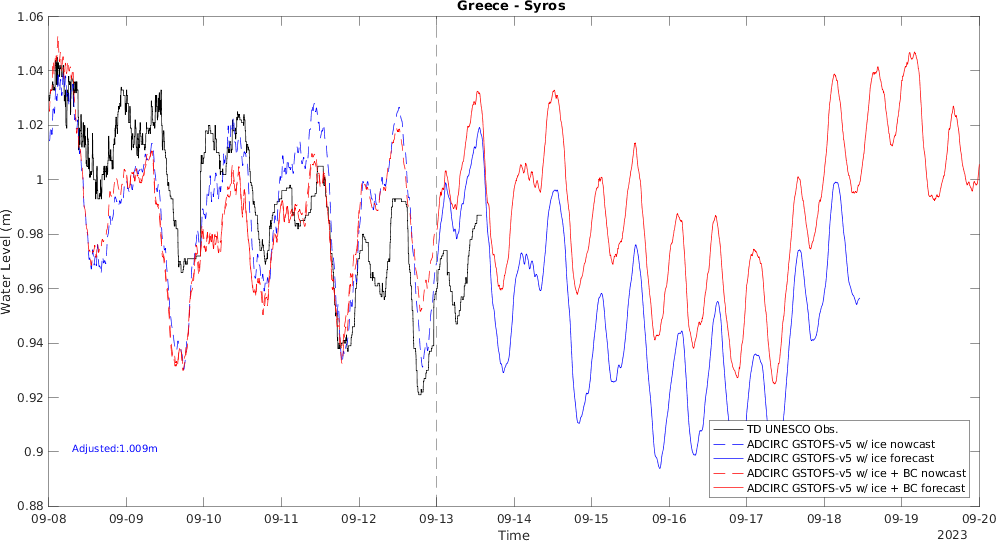 Greece - Syros
1.06
1.04
1.02
1
0.98
0.96
0.94
0.92
0.9
0.88
Water Level (m)
Adjusted:1.009m
TD UNESCO Obs.
ADCIRC GSTOFS-v5 w/ ice nowcast
ADCIRC GSTOFS-v5 w/ ice forecast
ADCIRC GSTOFS-v5 w/ ice + BC nowcast
ADCIRC GSTOFS-v5 w/ ice + BC forecast
09-08 09-09 09-10 09-11 09-12 09-13 09-14 09-15 09-16 09-17 09-18 09-19 09-20
Time
2023